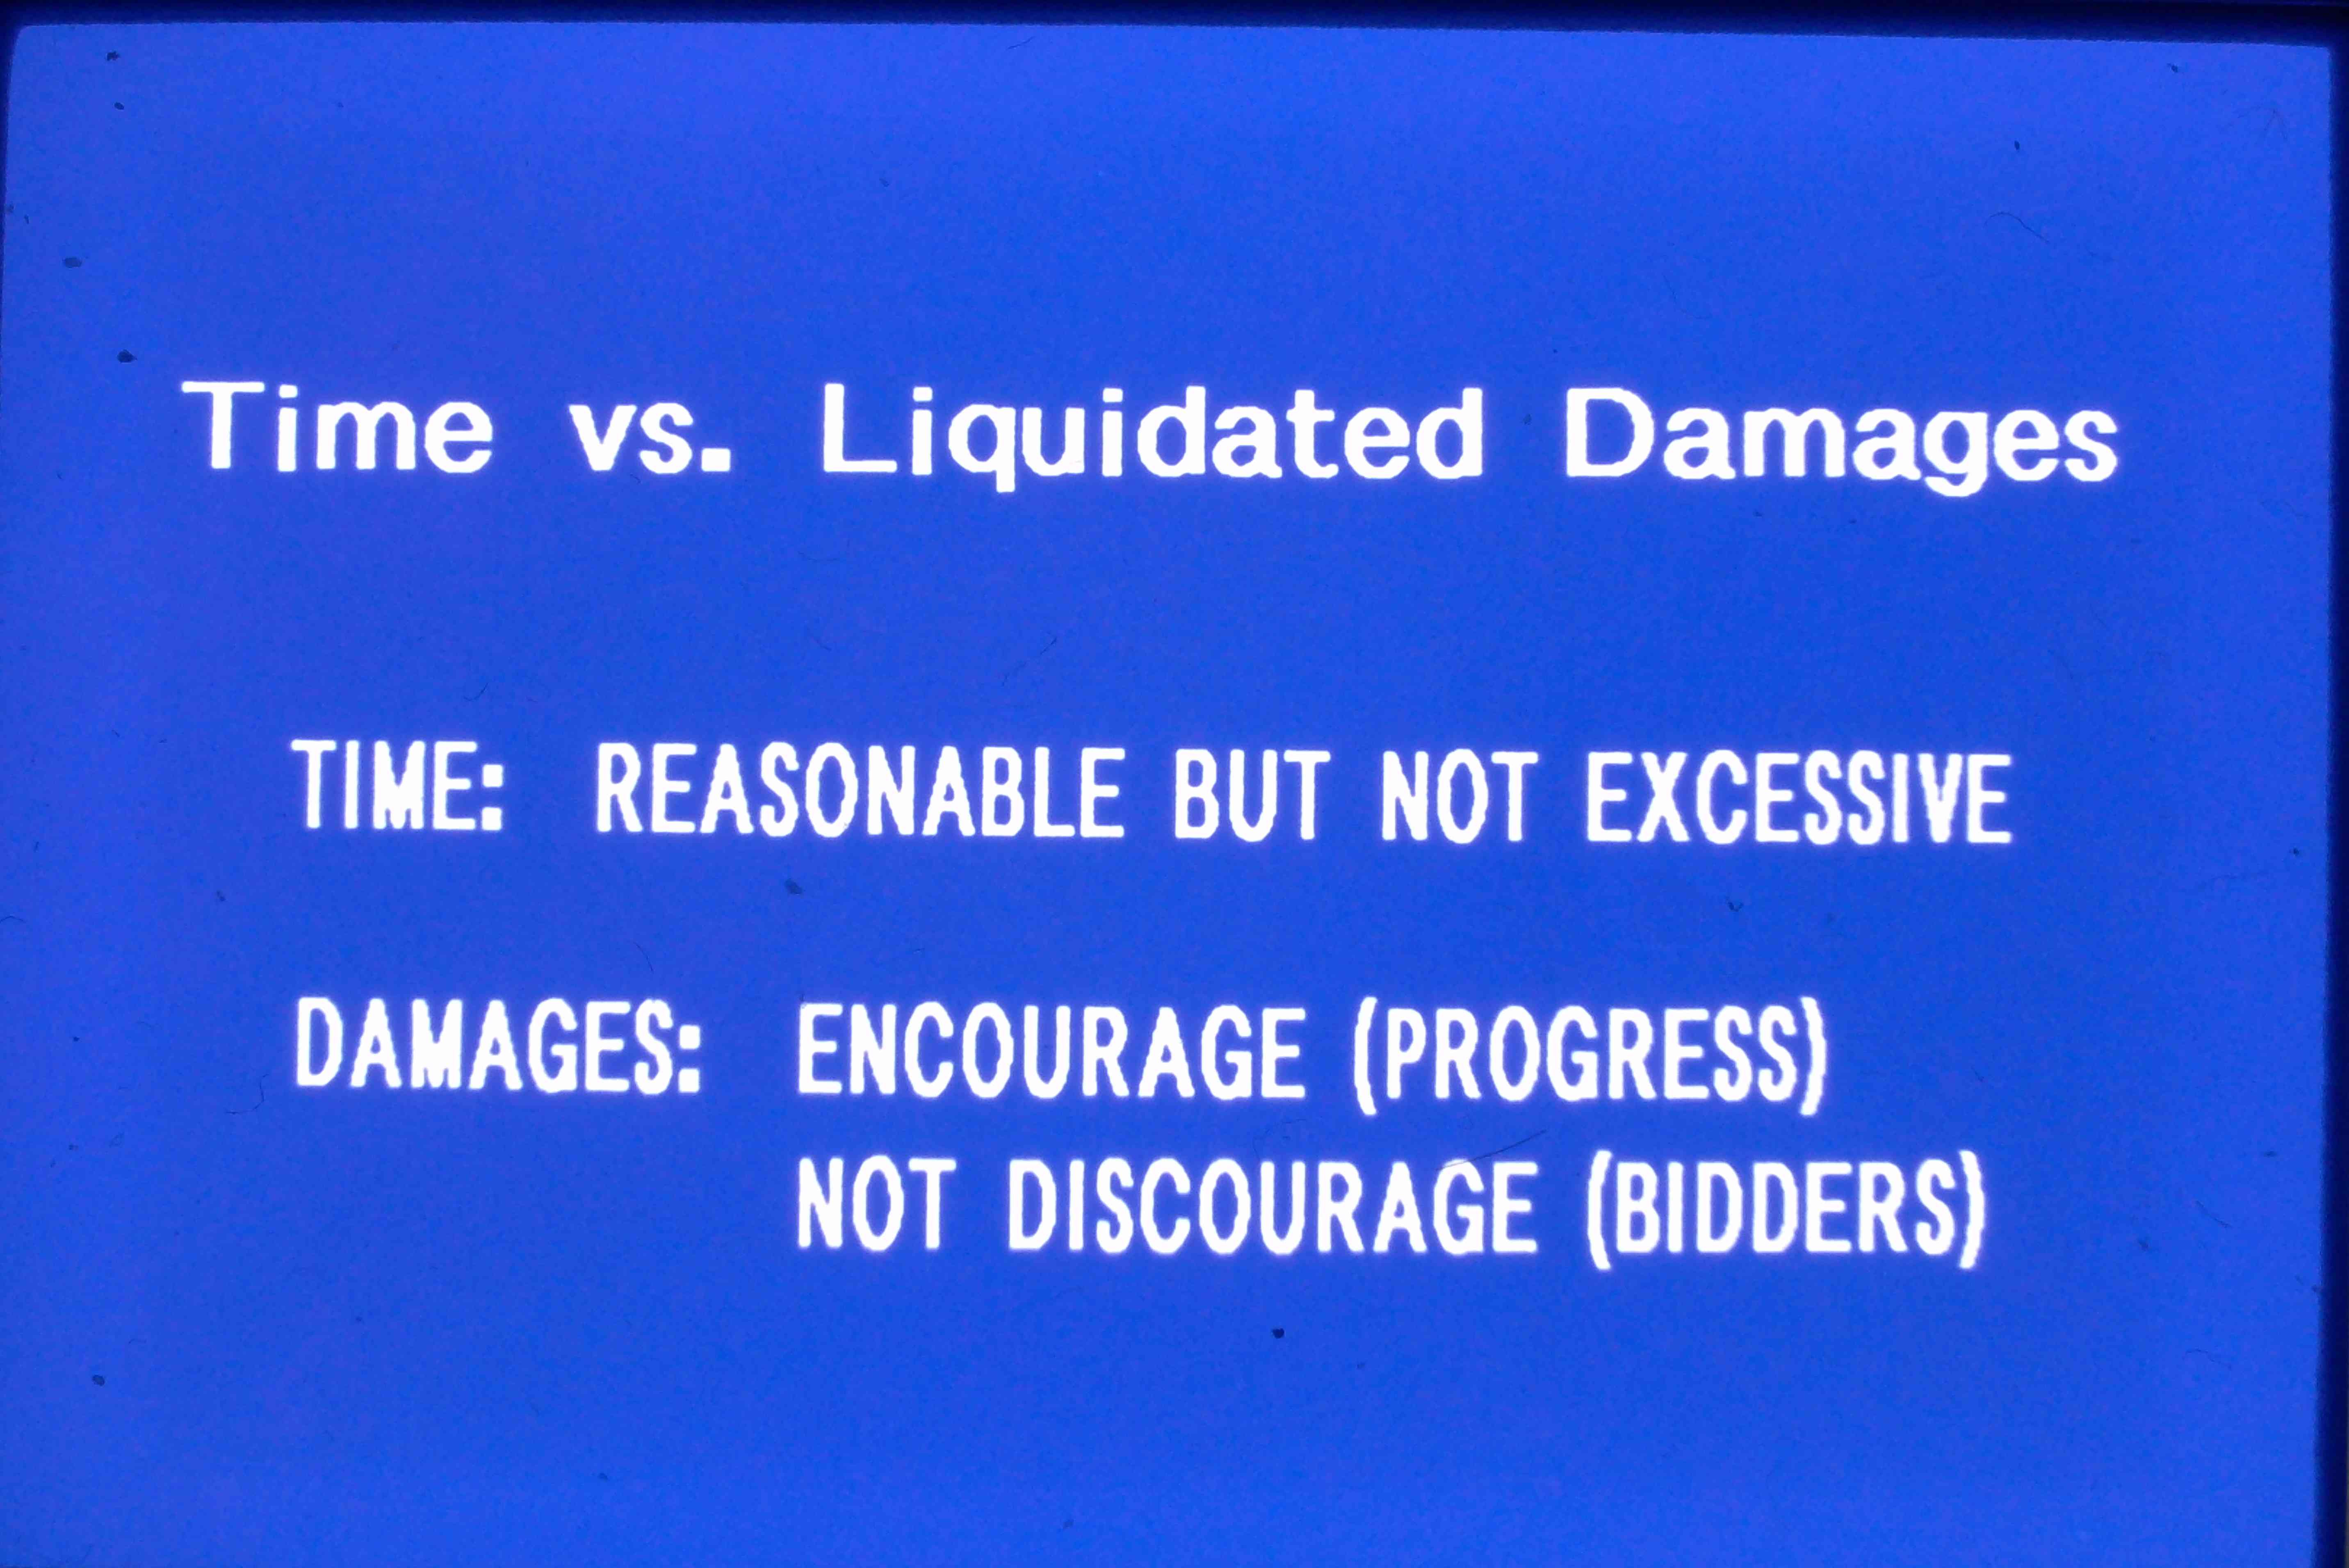 Time vs. Liquidated Damages
TIME: REASONABLE BUT NOT EXCESSIVE
DAMAGES: ENCOURAGE (PROGRESS)
NOT DISCOURAGE (BIDDERS)